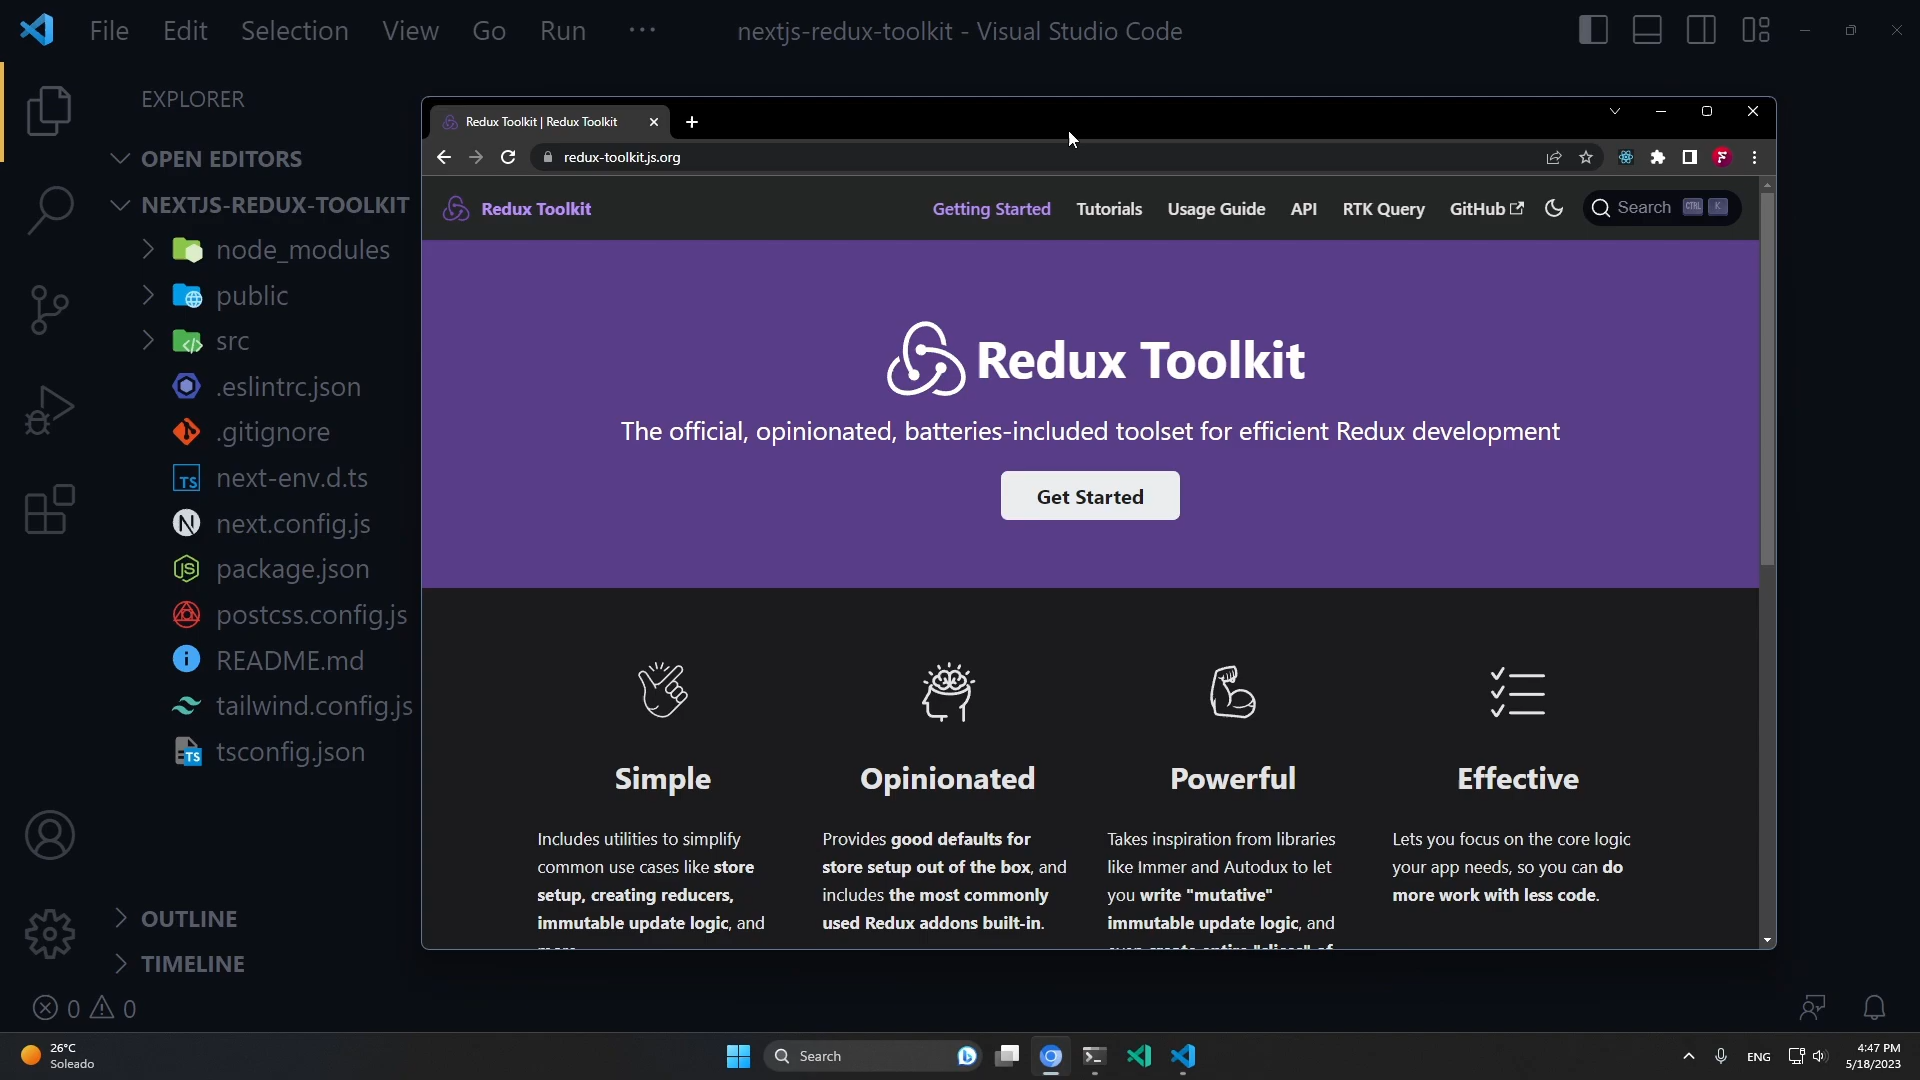 File Edit Selection View Go Run ··· nextjs-redux-toolkit - Visual Studio Code
EXPLORER
OPEN EDITORS
NEXTJS-REDUX-TOOLKIT
node_modules
public
src
.eslintrc.json
.gitignore
next-env.d.ts
next.config.js
package.json
postcss.config.js
README.md
tailwind.config.js
tsconfig.json
OUTLINE
TIMELINE
0 0
Redux Toolkit | Redux Toolkit
redux-toolkit.js.org
Redux Toolkit Getting Started Tutorials Usage Guide API RTK Query GitHub Search CTRL K
Redux Toolkit
The official, opinionated, batteries-included toolset for efficient Redux development
Get Started
Simple
Includes utilities to simplify
common use cases like store
setup, creating reducers,
immutable update logic, and
Opinionated
Provides good defaults for
store setup out of the box, and
includes the most commonly
used Redux addons built-in.
Powerful
Takes inspiration from libraries
like Immer and Autodux to let
you write "mutative"
immutable update logic, and
even create entire "slices" of
Effective
Lets you focus on the core logic
your app needs, so you can do
more work with less code.
26°C
Soleado
Search
ENG
4:47 PM
5/18/2023